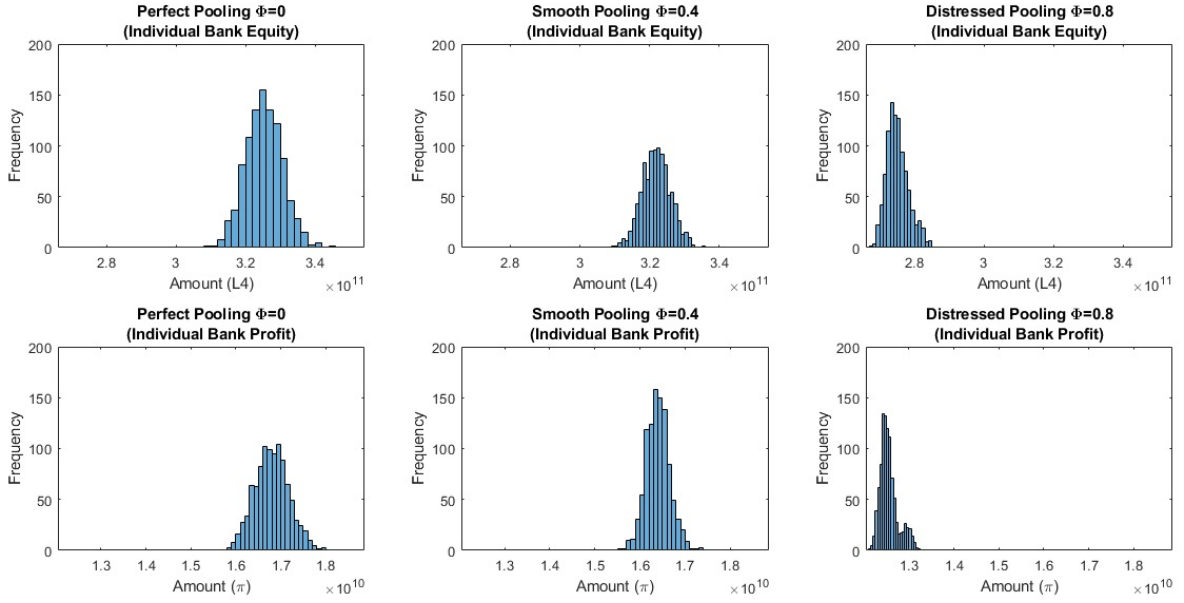 Perfect Pooling Φ=0
(Individual Bank Equity)
200
150
100
50
0
Frequency
2.8 3 3.2 3.4
Amount (L4) ×10^11
Smooth Pooling Φ=0.4
(Individual Bank Equity)
200
150
100
50
0
Frequency
2.8 3 3.2 3.4
Amount (L4) ×10^11
Distressed Pooling Φ=0.8
(Individual Bank Equity)
200
150
100
50
0
Frequency
2.8 3 3.2 3.4
Amount (L4) ×10^11
Perfect Pooling Φ=0
(Individual Bank Profit)
200
150
100
50
0
Frequency
1.3 1.4 1.5 1.6 1.7 1.8
Amount (π) ×10^10
Smooth Pooling Φ=0.4
(Individual Bank Profit)
200
150
100
50
0
Frequency
1.3 1.4 1.5 1.6 1.7 1.8
Amount (π) ×10^10
Distressed Pooling Φ=0.8
(Individual Bank Profit)
200
150
100
50
0
Frequency
1.3 1.4 1.5 1.6 1.7 1.8
Amount (π) ×10^10